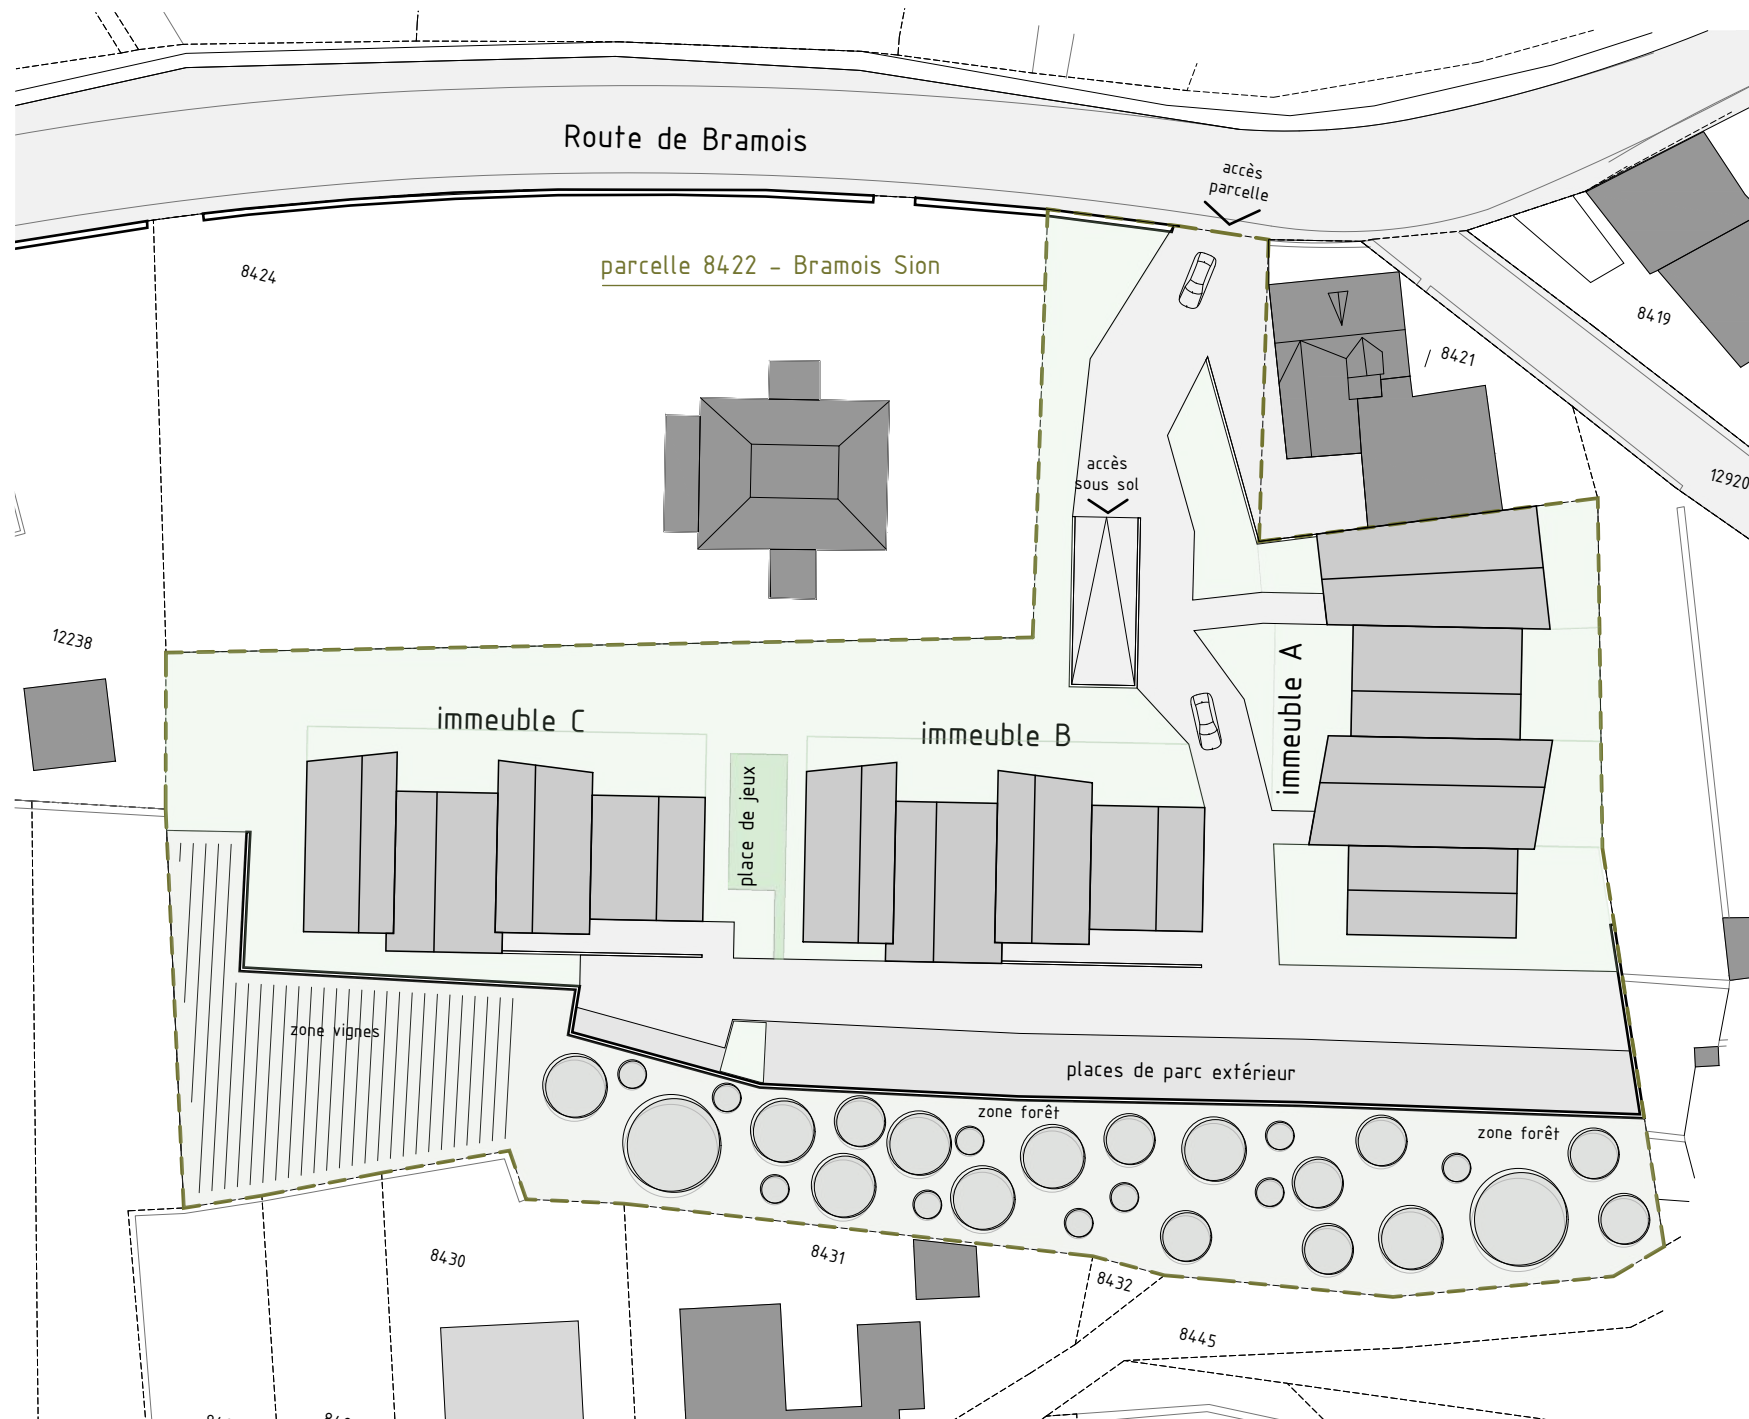 Route de Bramois
accès
parcelle
parcelle 8422 - Bramois Sion
8424
8419
8421
accès
sous sol
12920
12238
immeuble C
immeuble B
immeuble A
place de jeux
zone vignes
places de parc extérieur
zone forêt
zone forêt
8430
8431
8432
8445